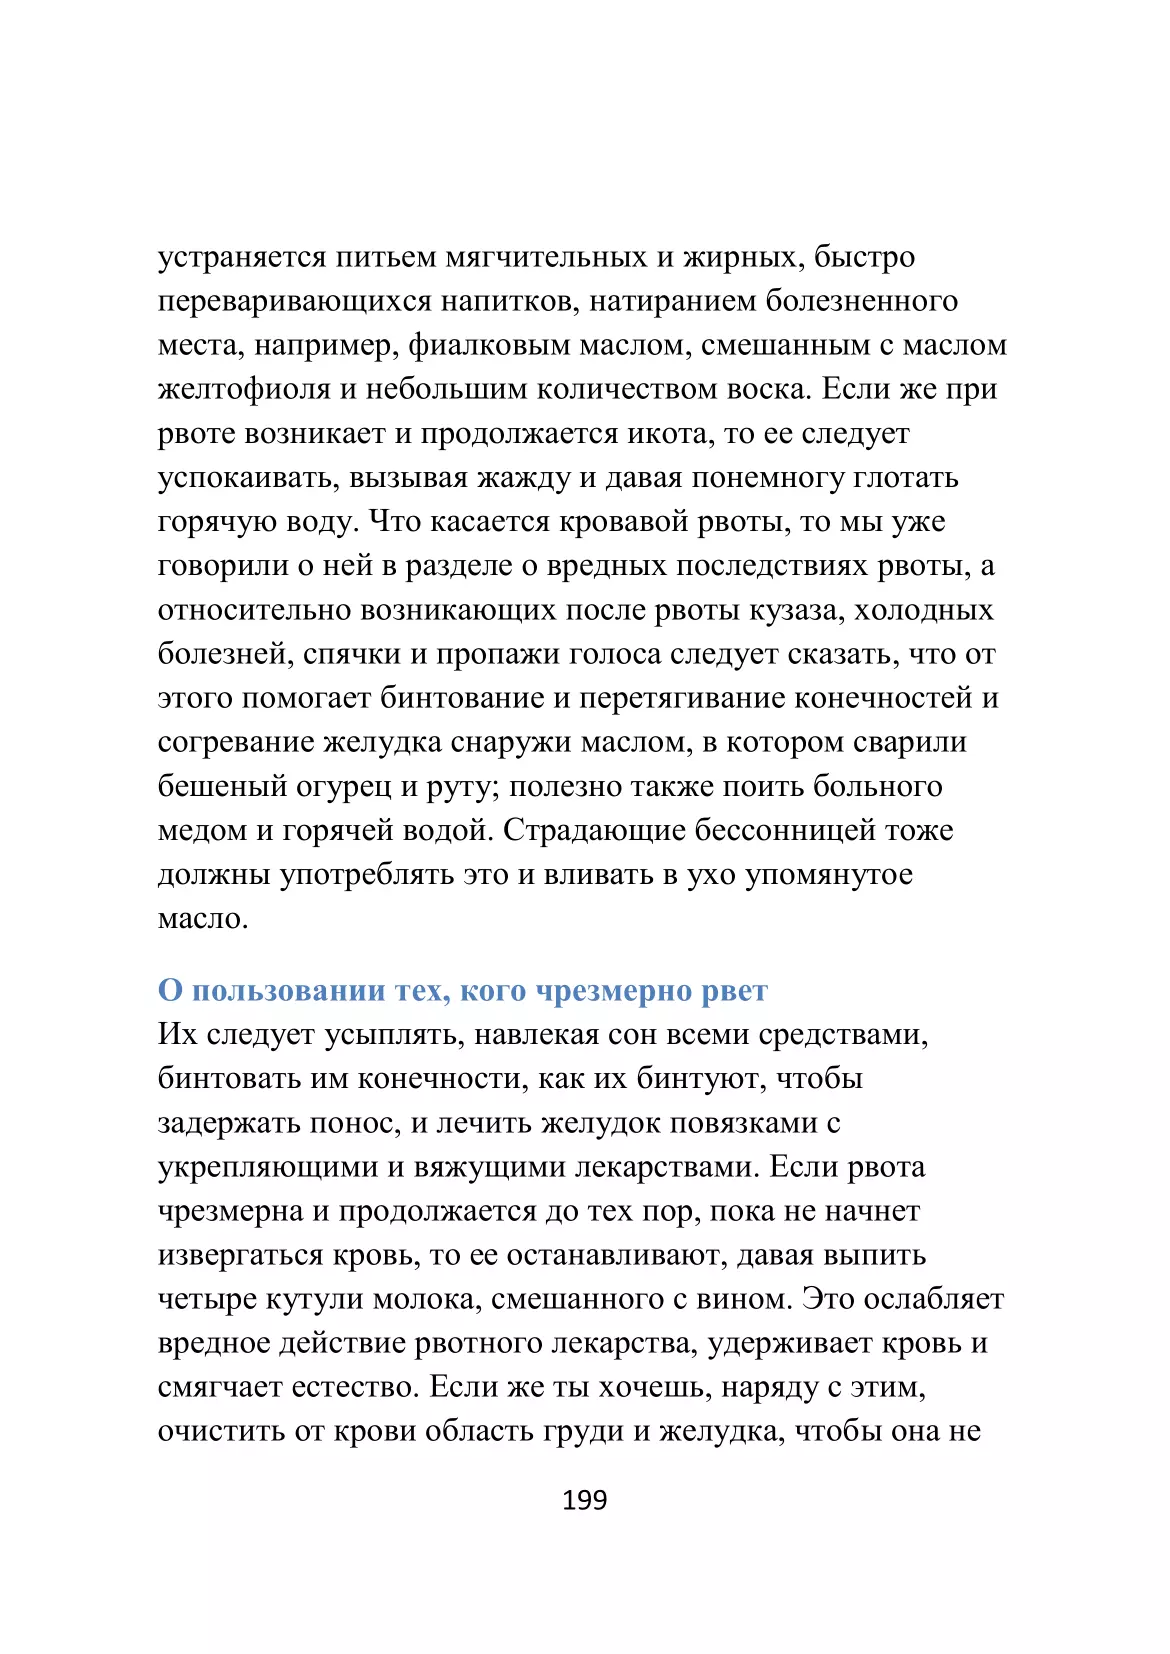 устраняется питьем мягчительных и жирных, быстро
переваривающихся напитков, натиранием болезненного
места, например, фиалковым маслом, смешанным с маслом
желтофиоля и небольшим количеством воска. Если же при
рвоте возникает и продолжается икота, то ее следует
успокаивать, вызывая жажду и давая понемногу глотать
горячую воду. Что касается кровавой рвоты, то мы уже
говорили о ней в разделе о вредных последствиях рвоты, а
относительно возникающих после рвоты кузаза, холодных
болезней, спячки и пропажи голоса следует сказать, что от
этого помогает бинтование и перетягивание конечностей и
согревание желудка снаружи маслом, в котором сварили
бешеный огурец и руту; полезно также поить больного
медом и горячей водой. Страдающие бессонницей тоже
должны употреблять это и вливать в ухо упомянутое
масло.
О пользовании тех, кого чрезмерно рвет
Их следует усыплять, навлекая сон всеми средствами,
бинтовать им конечности, как их бинтуют, чтобы
задержать понос, и лечить желудок повязками с
укрепляющими и вяжущими лекарствами. Если рвота
чрезмерна и продолжается до тех пор, пока не начнет
извергаться кровь, то ее останавливают, давая выпить
четыре кутули молока, смешанного с вином. Это ослабляет
вредное действие рвотного лекарства, удерживает кровь и
смягчает естество. Если же ты хочешь, наряду с этим,
очистить от крови область груди и желудка, чтобы она не
199